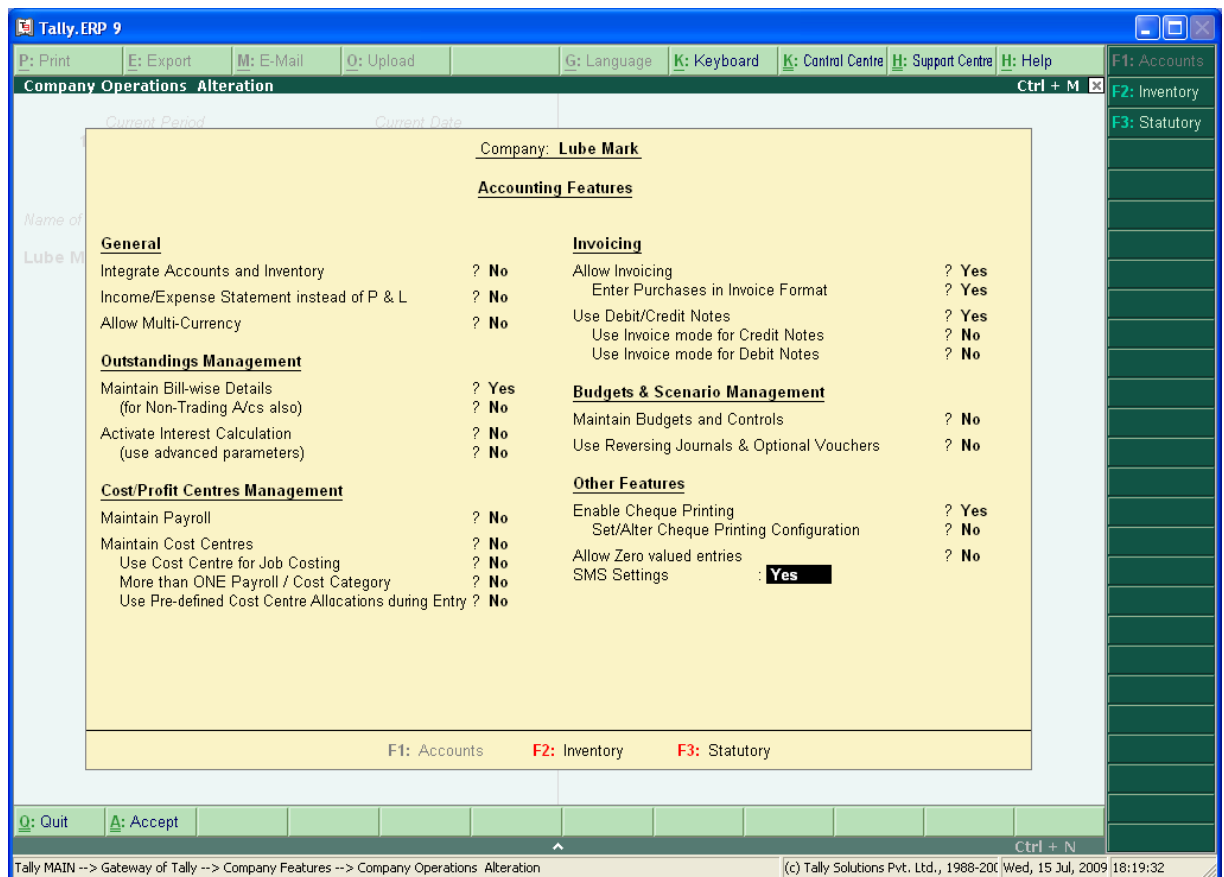 Tally.ERP 9
P: Print E: Export M: E-Mail O: Upload G: Language K: Keyboard K: Control Centre H: Support Centre H: Help
F1: Accounts
F2: Inventory
F3: Statutory
Company Operations Alteration Ctrl + M
Current Period Current Date
1
Name of
Lube M
Company: Lube Mark
Accounting Features
General
Integrate Accounts and Inventory ? No
Income/Expense Statement instead of P & L ? No
Allow Multi-Currency ? No
Outstandings Management
Maintain Bill-wise Details ? Yes
(for Non-Trading A/cs also) ? No
Activate Interest Calculation ? No
(use advanced parameters) ? No
Cost/Profit Centres Management
Maintain Payroll ? No
Maintain Cost Centres ? No
Use Cost Centre for Job Costing ? No
More than ONE Payroll / Cost Category ? No
Use Pre-defined Cost Centre Allocations during Entry ? No
Invoicing
Allow Invoicing ? Yes
Enter Purchases in Invoice Format ? Yes
Use Debit/Credit Notes ? Yes
Use Invoice mode for Credit Notes ? No
Use Invoice mode for Debit Notes ? No
Budgets & Scenario Management
Maintain Budgets and Controls ? No
Use Reversing Journals & Optional Vouchers ? No
Other Features
Enable Cheque Printing ? Yes
Set/Alter Cheque Printing Configuration ? No
Allow Zero valued entries ? No
SMS Settings : Yes
F1: Accounts F2: Inventory F3: Statutory
Q: Quit A: Accept
Ctrl + N
Tally MAIN --> Gateway of Tally --> Company Features --> Company Operations Alteration (c) Tally Solutions Pvt. Ltd., 1988-200 Wed, 15 Jul, 2009 18:19:32